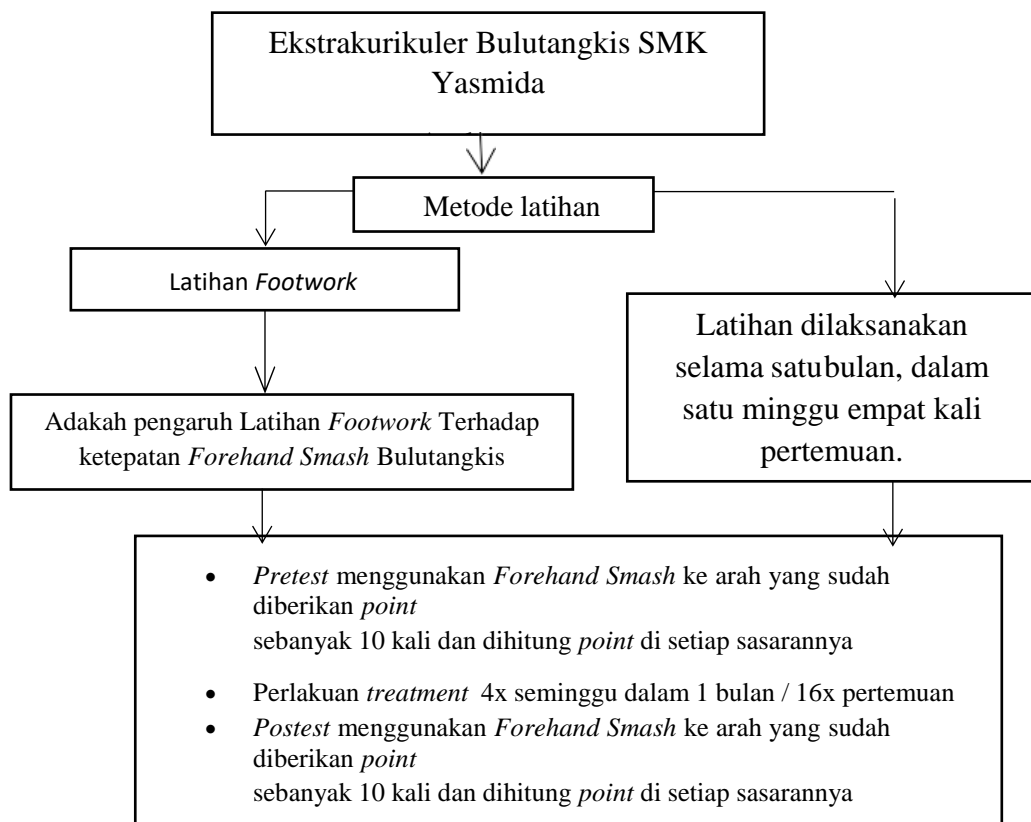 Ekstrakurikuler Bulutangkis SMK
Yasmida
Metode latihan
Latihan Footwork
Adakah pengaruh Latihan Footwork Terhadap
ketepatan Forehand Smash Bulutangkis
Latihan dilaksanakan
selama satubulan, dalam
satu minggu empat kali
pertemuan.
• Pretest menggunakan Forehand Smash ke arah yang sudah
diberikan point
sebanyak 10 kali dan dihitung point di setiap sasarannya
• Perlakuan treatment 4x seminggu dalam 1 bulan / 16x pertemuan
• Postest menggunakan Forehand Smash ke arah yang sudah
diberikan point
sebanyak 10 kali dan dihitung point di setiap sasarannya